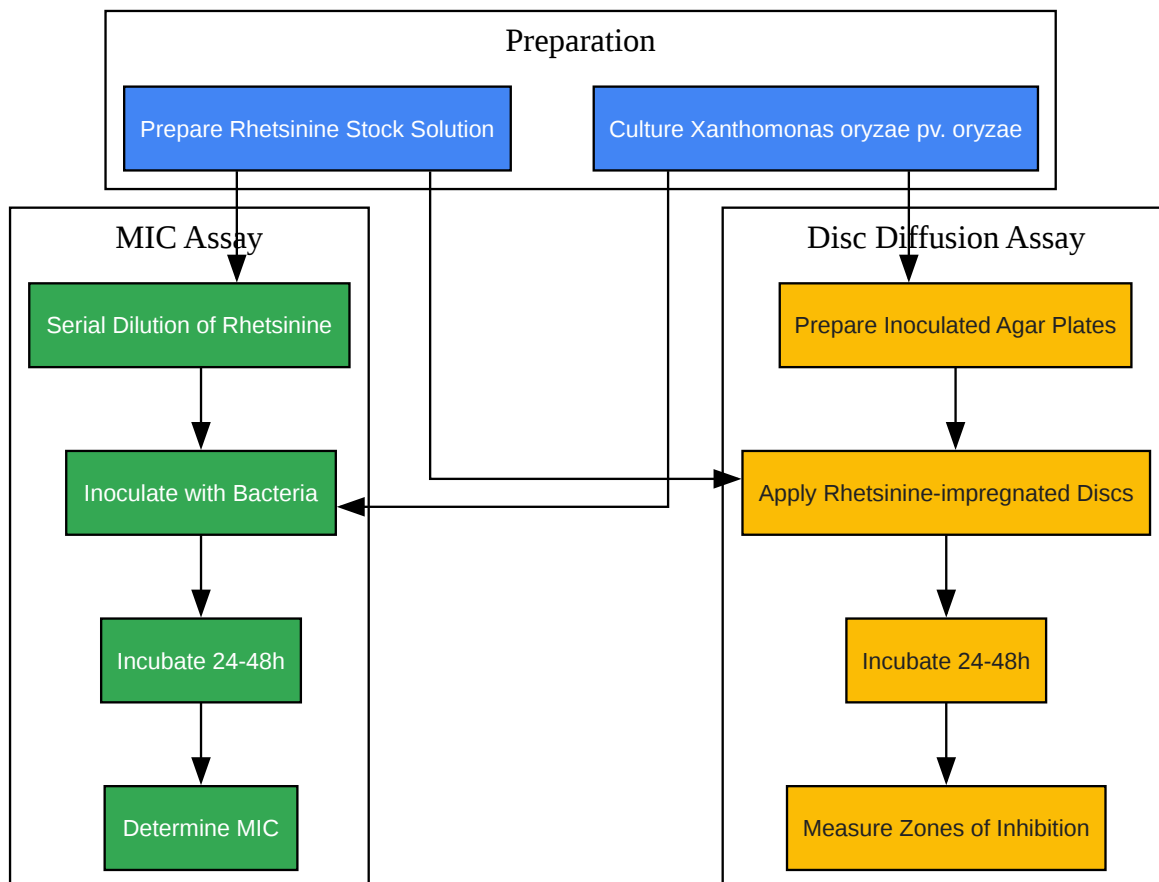 Preparation
Prepare Rhetsinine Stock Solution
Culture Xanthomonas oryzae pv. oryzae
MIC Assay
Serial Dilution of Rhetsinine
Inoculate with Bacteria
Incubate 24-48h
Determine MIC
Disc Diffusion Assay
Prepare Inoculated Agar Plates
Apply Rhetsinine-impregnated Discs
Incubate 24-48h
Measure Zones of Inhibition